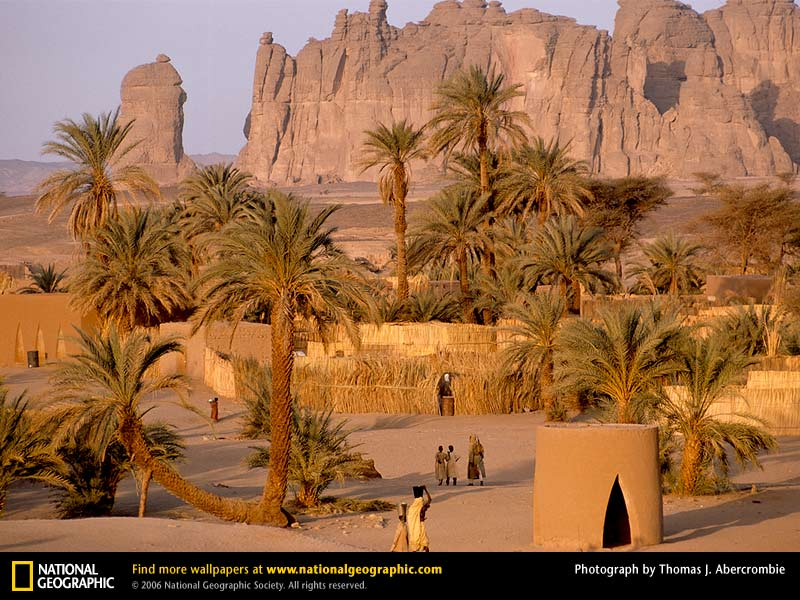 NATIONAL
GEOGRAPHIC
Find more wallpapers at www.nationalgeographic.com
© 2006 National Geographic Society. All rights reserved.
Photograph by Thomas J. Abercrombie